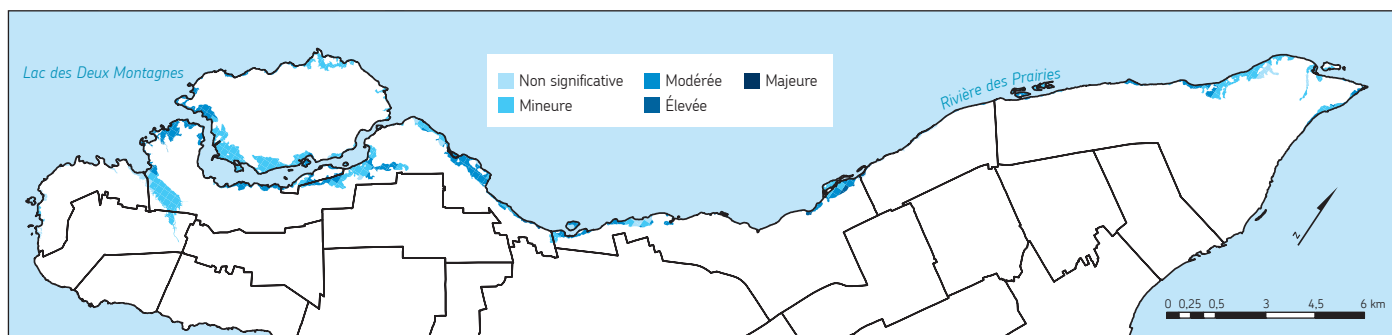 Lac des Deux Montagnes
Non significative
Modérée
Majeure
Mineure
Élevée
Rivière des Prairies
N
0 0,25 0,5 3 4,5 6 km